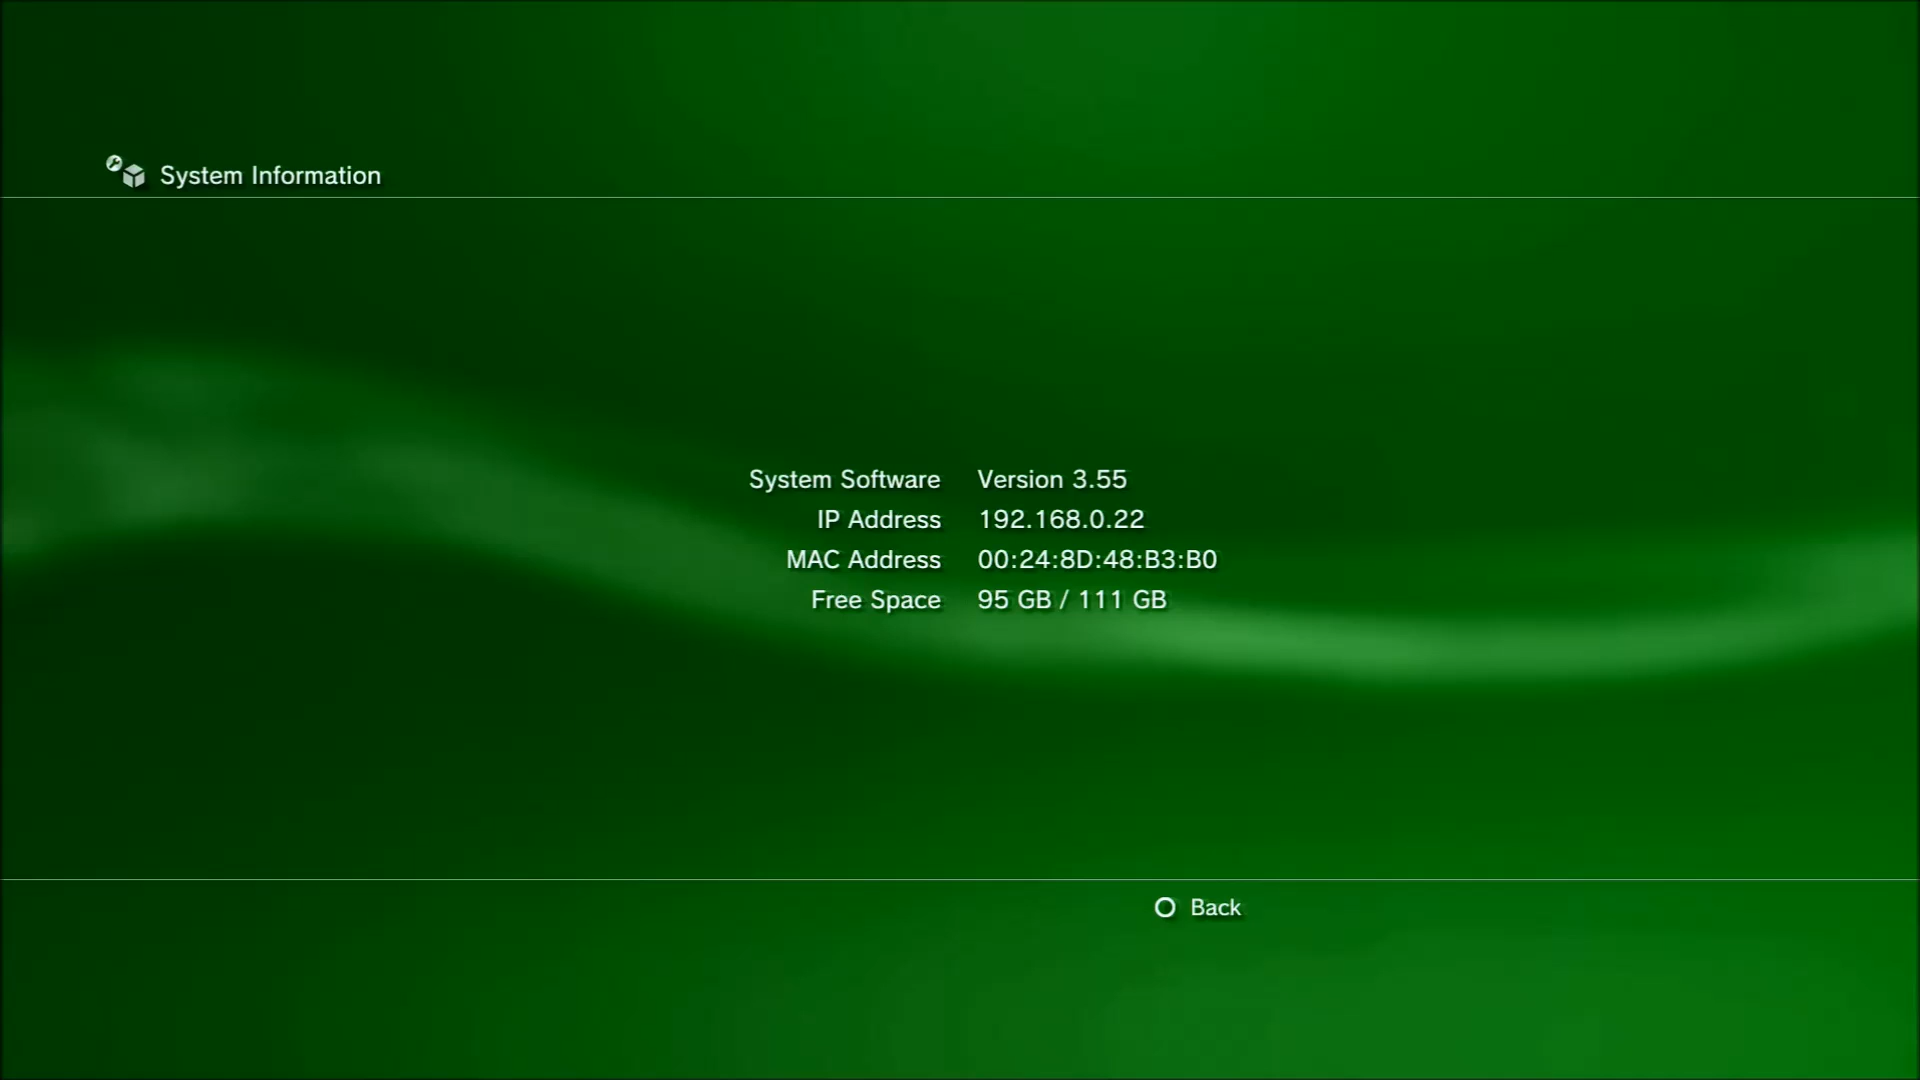 System Information
System Software Version 3.55
IP Address 192.168.0.22
MAC Address 00:24:8D:48:B3:B0
Free Space 95 GB / 111 GB
Back